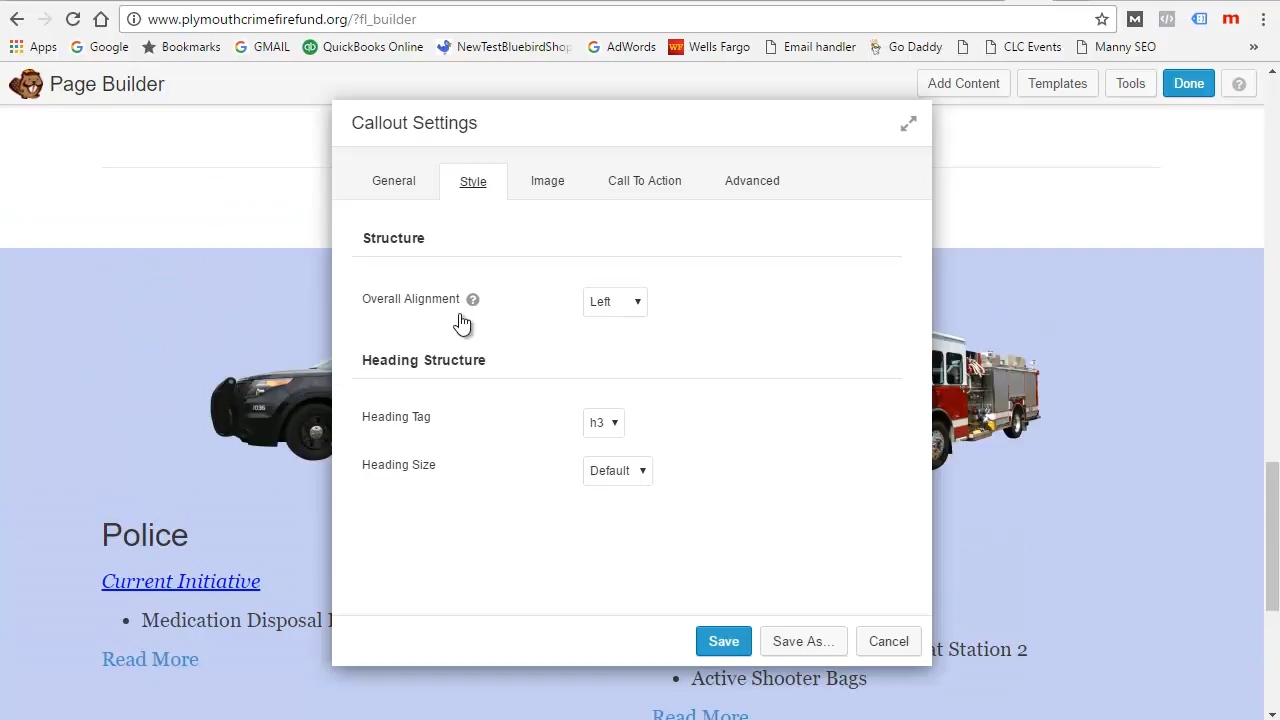 www.plymouthcrimefirefund.org/?fl_builder
Apps Google Bookmarks GMAIL QuickBooks Online NewTestBluebirdShop AdWords Wells Fargo Email handler Go Daddy CLC Events Manny SEO »
Page Builder Add Content Templates Tools Done ?
Callout Settings
General Style Image Call To Action Advanced
Structure
Overall Alignment ? Left
Heading Structure
Heading Tag h3
Heading Size Default
Police
Current Initiative
• Medication Disposal
Read More
at Station 2
• Active Shooter Bags
Read More
Save Save As... Cancel